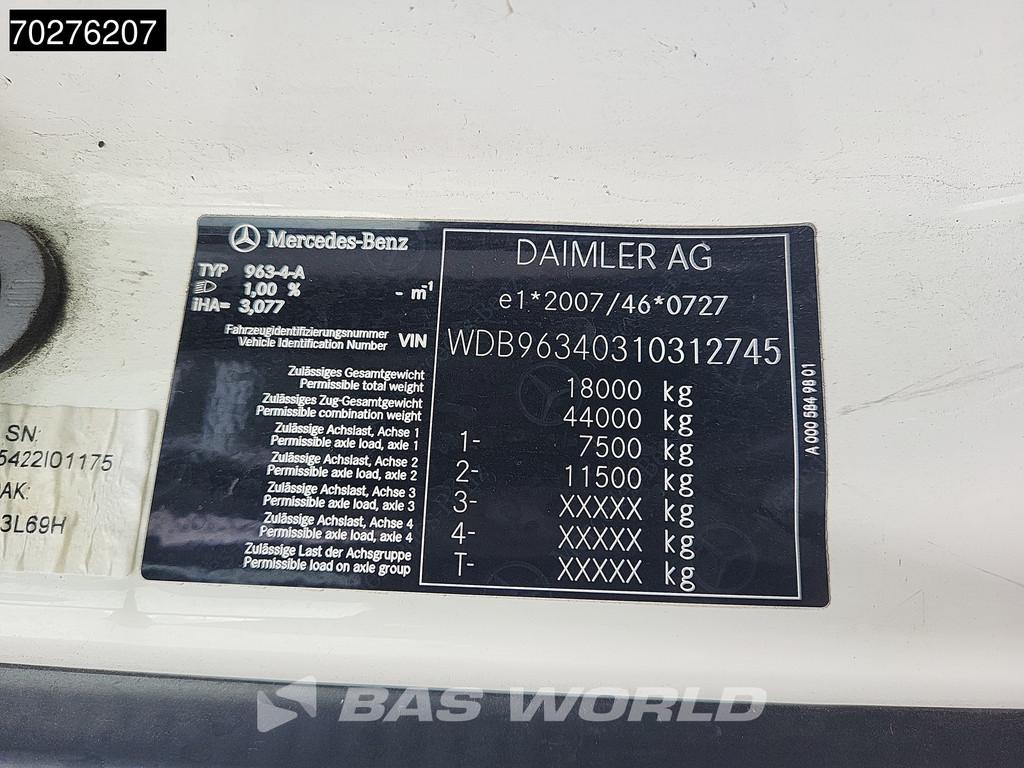 70276207
Mercedes-Benz
TYP 963-4-A
1,00 % - m-1
iHA= 3,077
Fahrzeugidentifizierungsnummer
Vehicle Identification Number VIN
Zulässiges Gesamtgewicht
Permissible total weight
Zulässiges Zug-Gesamtgewicht
Permissible combination weight
Zulässige Achslast, Achse 1
Permissible axle load, axle 1
Zulässige Achslast, Achse 2
Permissible axle load, axle 2
Zulässige Achslast, Achse 3
Permissible axle load, axle 3
Zulässige Achslast, Achse 4
Permissible axle load, axle 4
Zulässige Last der Achsgruppe
Permissible load on axle group
DAIMLER AG
e1*2007/46*0727
WDB96340310312745
18000 kg
44000 kg
1- 7500 kg
2- 11500 kg
3- XXXXX kg
4- XXXXX kg
T- XXXXX kg
A 000 584 98 01
SN:
5422I01175
AK:
3L69H
BAS WORLD